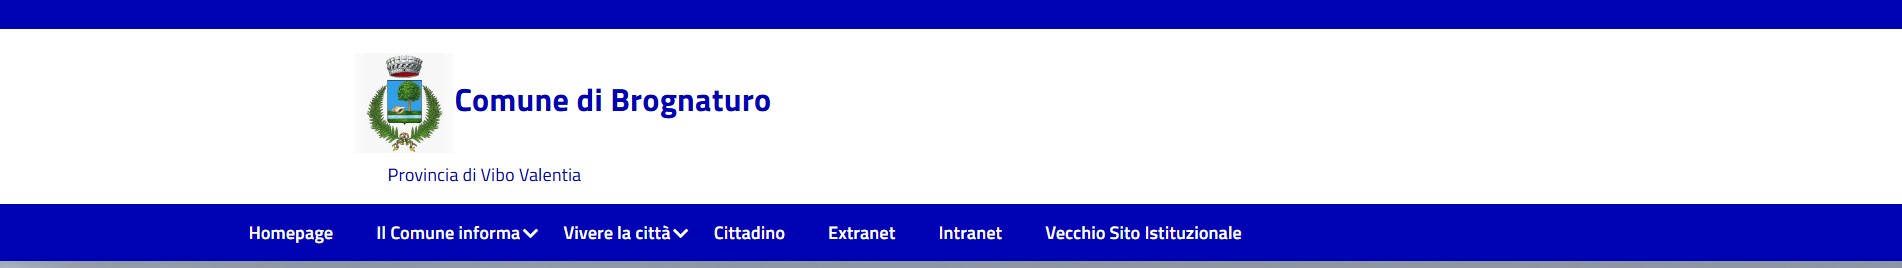 Comune di Brognaturo
Provincia di Vibo Valentia
Homepage Il Comune informa Vivere la città Cittadino Extranet Intranet Vecchio Sito Istituzionale